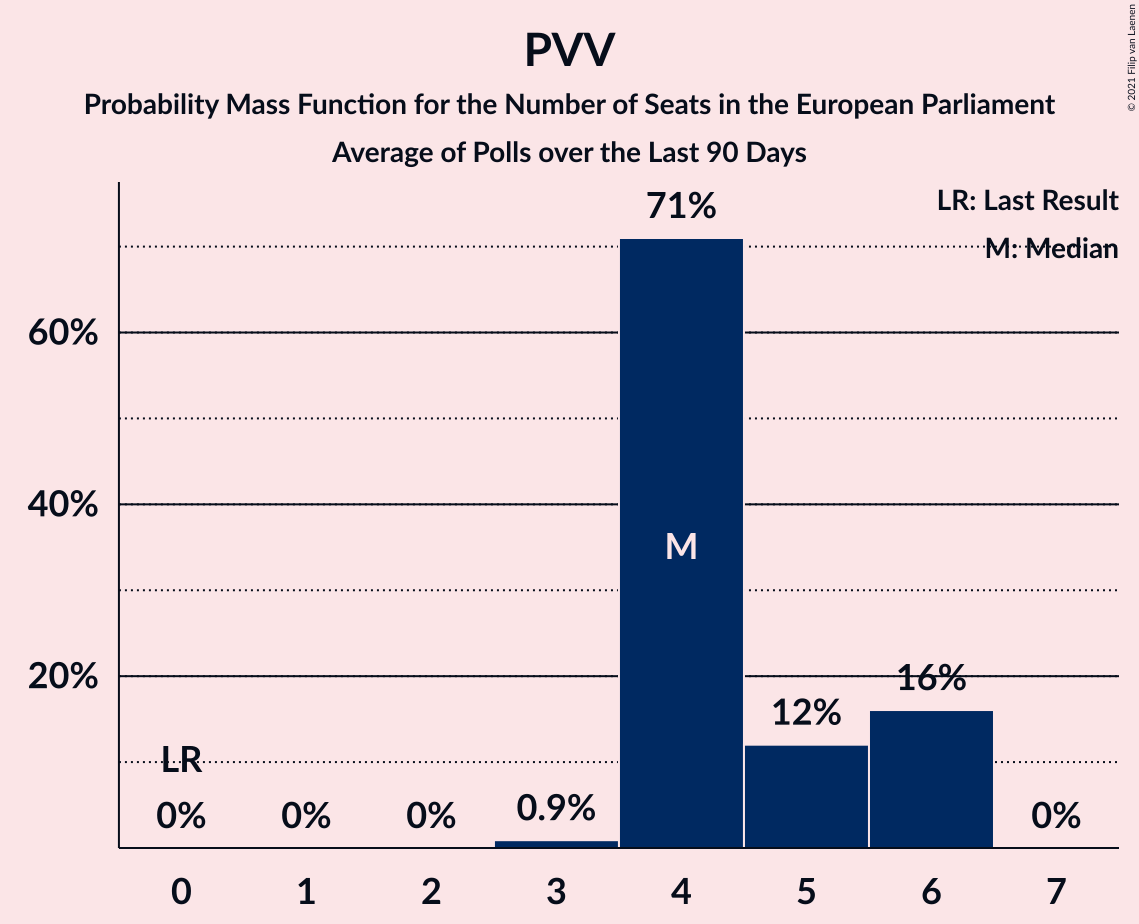 PVV
Probability Mass Function for the Number of Seats in the European Parliament
Average of Polls over the Last 90 Days
© 2021 Filip van Laenen
LR: Last Result
M: Median
71%
60%
40%
M
20%
16%
12%
LR
0%
0%
0%
0.9%
0%
0
1
2
3
4
5
6
7